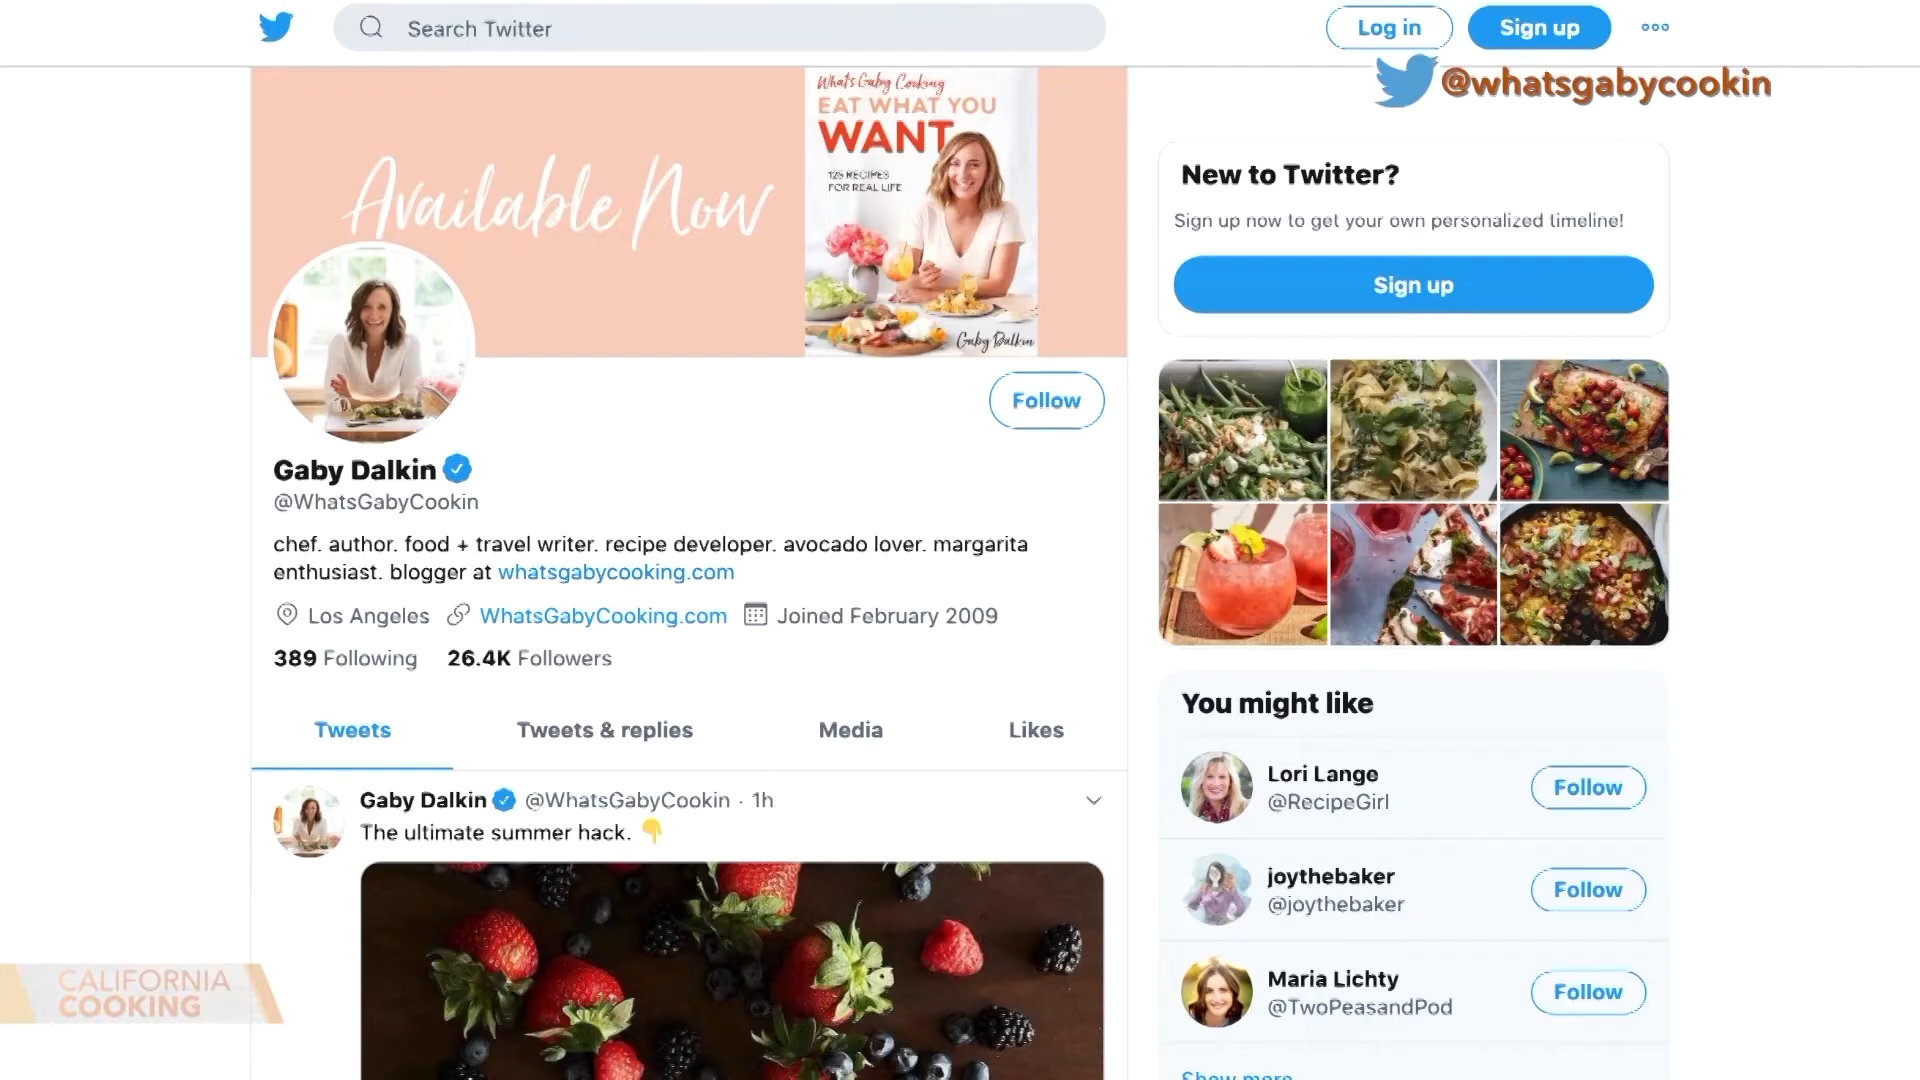 Search Twitter
Log in
Sign up
@whatsgabycookin
What's Gaby Cooking
EAT WHAT YOU
WANT
125 RECIPES
FOR REAL LIFE
Gaby Dalkin
Available Now
New to Twitter?
Sign up now to get your own personalized timeline!
Sign up
Follow
Gaby Dalkin
@WhatsGabyCookin
chef. author. food + travel writer. recipe developer. avocado lover. margarita
enthusiast. blogger at whatsgabycooking.com
Los Angeles WhatsGabyCooking.com Joined February 2009
389 Following 26.4K Followers
Tweets Tweets & replies Media Likes
Gaby Dalkin @WhatsGabyCookin · 1h
The ultimate summer hack.
You might like
Lori Lange
@RecipeGirl
Follow
joythebaker
@joythebaker
Follow
Maria Lichty
@TwoPeasandPod
Follow
Show more
CALIFORNIA
COOKING